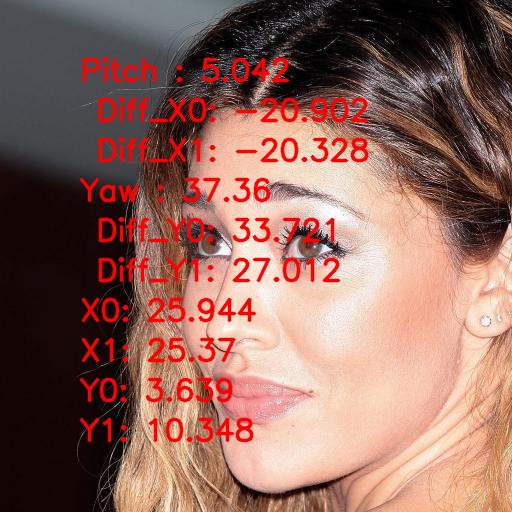 Pitch : 5.042
Diff_X0: -20.902
Diff_X1: -20.328
Yaw : 37.36
Diff_Y0: 33.721
Diff_Y1: 27.012
X0: 25.944
X1: 25.37
Y0: 3.639
Y1: 10.348